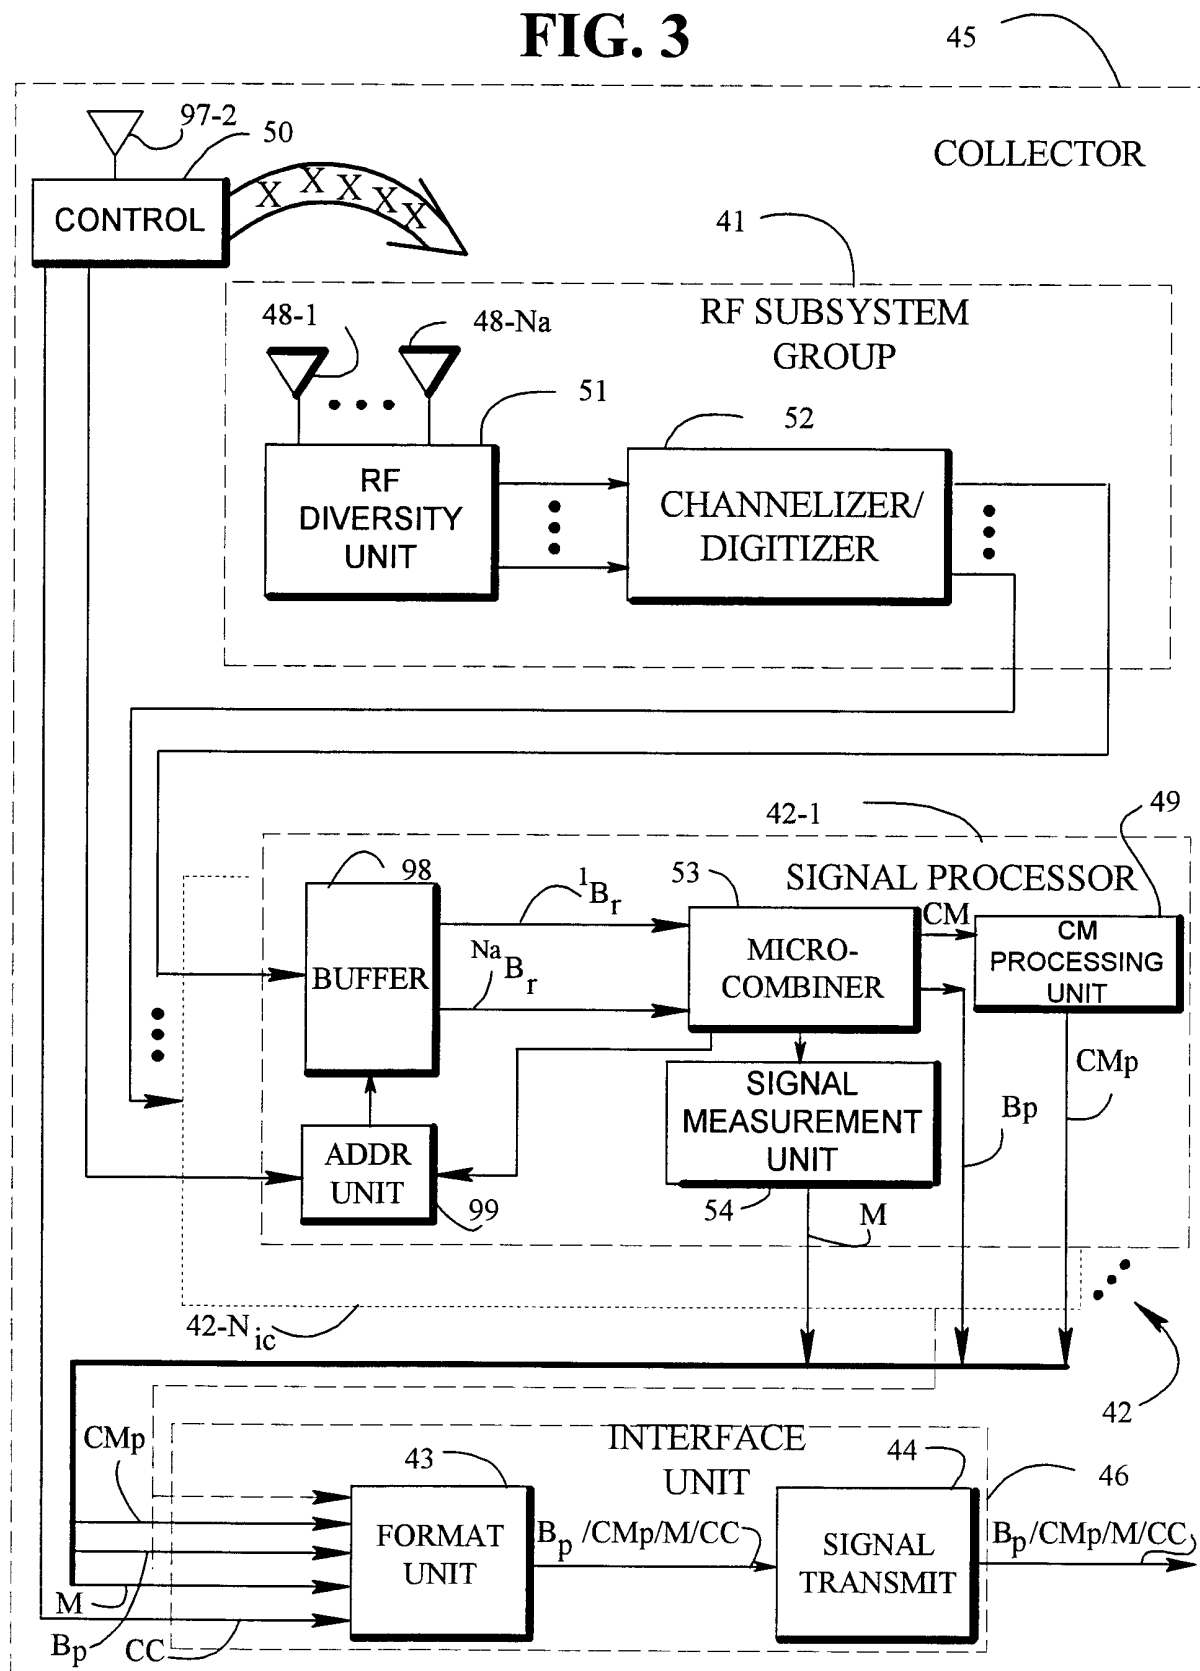 FIG. 3
45
97-2
50
COLLECTOR
X X X X X
CONTROL
41
RF SUBSYSTEM
GROUP
48-1
48-Na
51
52
RF
DIVERSITY
UNIT
CHANNELIZER/
DIGITIZER
42-1
49
98
53
SIGNAL PROCESSOR
1Br
CM
BUFFER
NaBr
MICRO-
COMBINER
CM
PROCESSING
UNIT
SIGNAL
MEASUREMENT
UNIT
CMp
Bp
ADDR
UNIT
99
54
M
42-Nic
42
CMp
INTERFACE
UNIT
43
44
46
FORMAT
UNIT
Bp/CMp/M/CC
SIGNAL
TRANSMIT
Bp/CMp/M/CC
M
Bp
CC